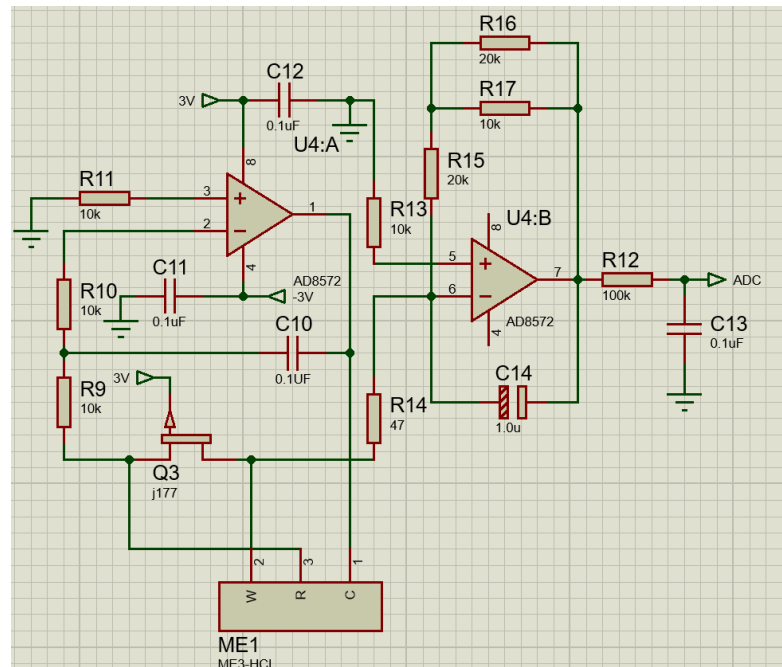 R16
20k
C12
3V
R17
0.1uF
10k
U4:A
8
R11
R15
10k
3
20k
1
R13
U4:B
2
10k
8
5
4
C11
7
R12
ADC
R10
AD8572
-3V
6
100k
10k
0.1uF
C10
AD8572
C13
4
0.1uF
0.1UF
3V
C14
R9
R14
10k
47
1.0u
Q3
j177
2
3
1
W
R
C
ME1
ME3-HCL